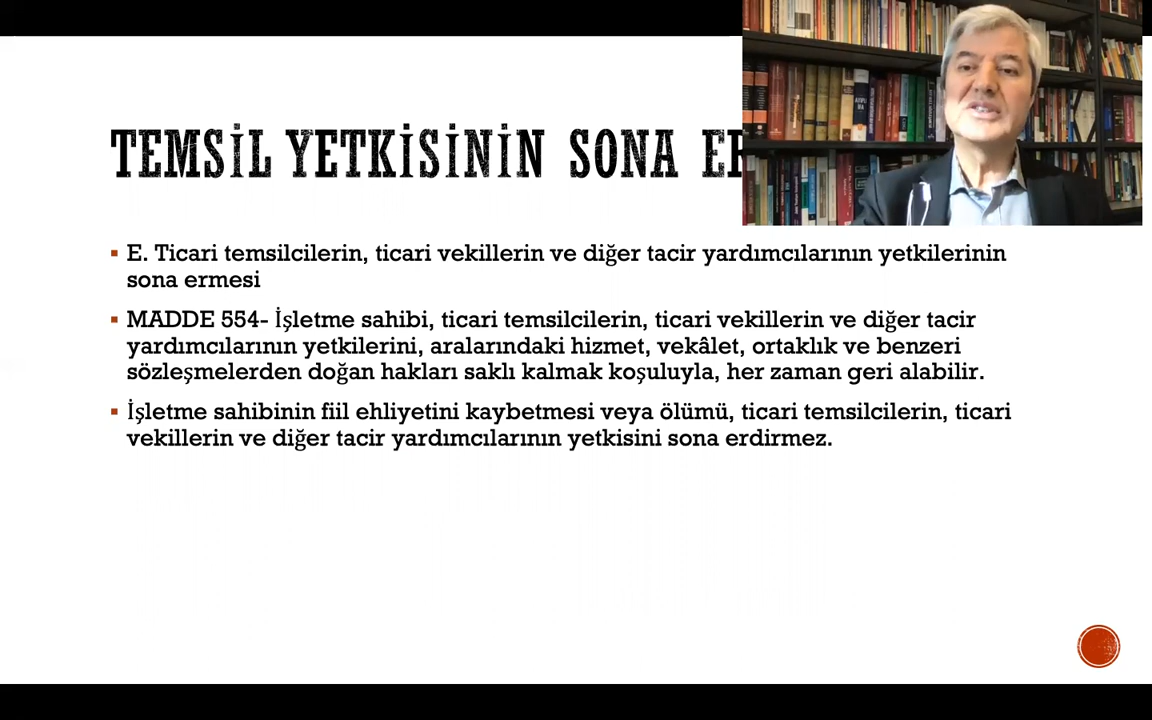 TEMSİL YETKİSİNİN SONA
▪ E. Ticari temsilcilerin, ticari vekillerin ve diğer tacir yardımcılarının yetkilerinin
sona ermesi
▪ MADDE 554- İşletme sahibi, ticari temsilcilerin, ticari vekillerin ve diğer tacir
yardımcılarının yetkilerini, aralarındaki hizmet, vekâlet, ortaklık ve benzeri
sözleşmelerden doğan hakları saklı kalmak koşuluyla, her zaman geri alabilir.
▪ İşletme sahibinin fiil ehliyetini kaybetmesi veya ölümü, ticari temsilcilerin, ticari
vekillerin ve diğer tacir yardımcılarının yetkisini sona erdirmez.